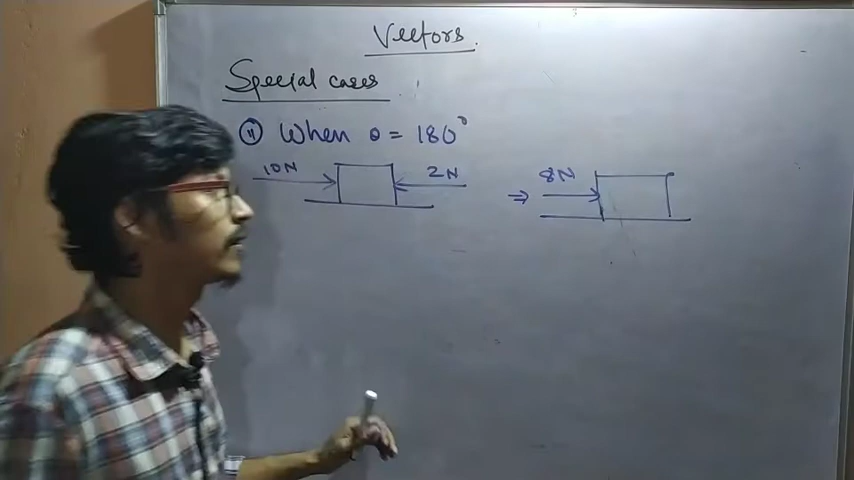 Vectors.
Special cases
(ii) When θ = 180°
10N 2N ⇒ 8N